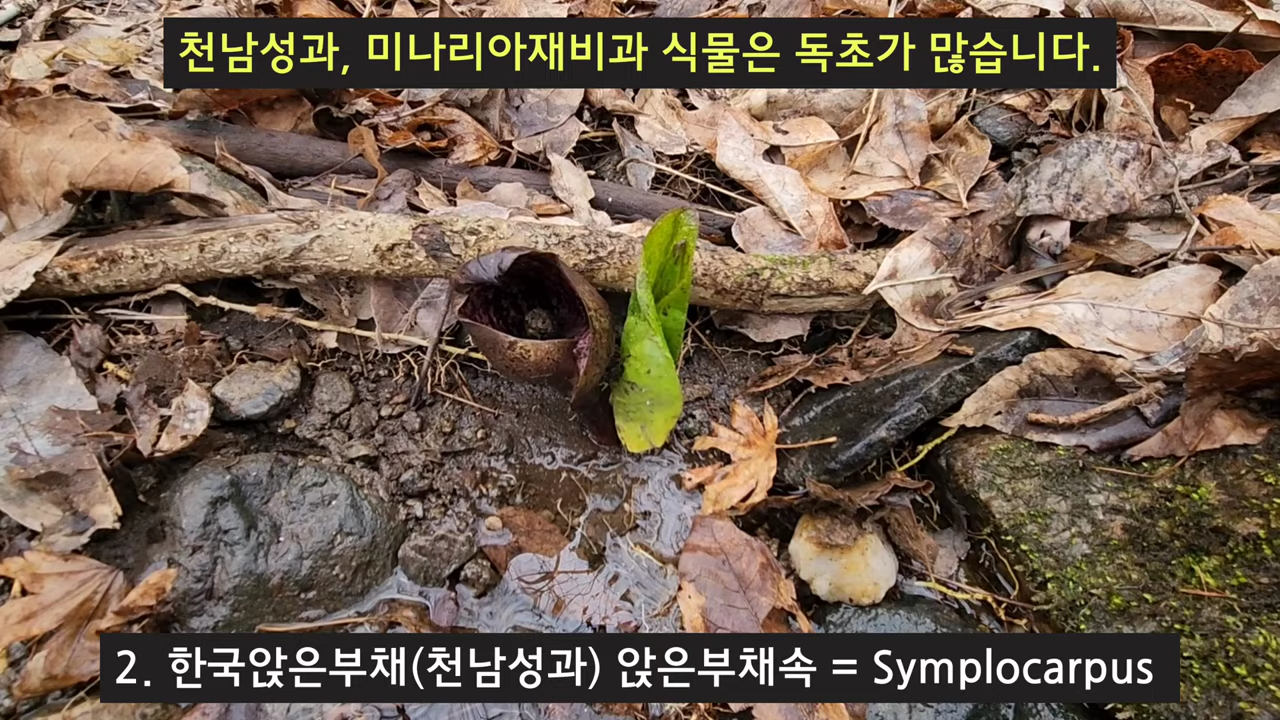 천남성과, 미나리아재비과 식물은 독초가 많습니다.
2. 한국앉은부채(천남성과) 앉은부채속 = Symplocarpus